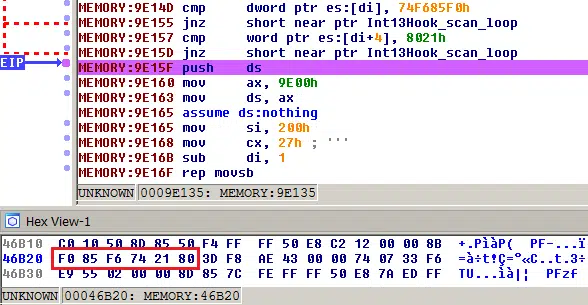 MEMORY:9E14D cmp dword ptr es:[di], 74F685F0h
MEMORY:9E155 jnz short near ptr Int13Hook_scan_loop
MEMORY:9E157 cmp word ptr es:[di+4], 8021h
MEMORY:9E15D jnz short near ptr Int13Hook_scan_loop
EIP MEMORY:9E15F push ds
MEMORY:9E160 mov ax, 9E00h
MEMORY:9E163 mov ds, ax
MEMORY:9E165 assume ds:nothing
MEMORY:9E165 mov si, 200h
MEMORY:9E168 mov cx, 27h ; '''
MEMORY:9E16B sub di, 1
MEMORY:9E16F rep movsb
UNKNOWN 0009E135: MEMORY:9E135
Hex View-1
46B10 C0 10 50 8D 85 50 F4 FF FF 50 E8 C2 12 00 00 8B
46B20 F0 85 F6 74 21 80 3D F8 AE 43 00 00 74 07 33 F6
46B30 E9 55 02 00 00 8D 85 7C FE FF FF 50 E8 7A ED FF
UNKNOWN 00046B20: MEMORY:46B20